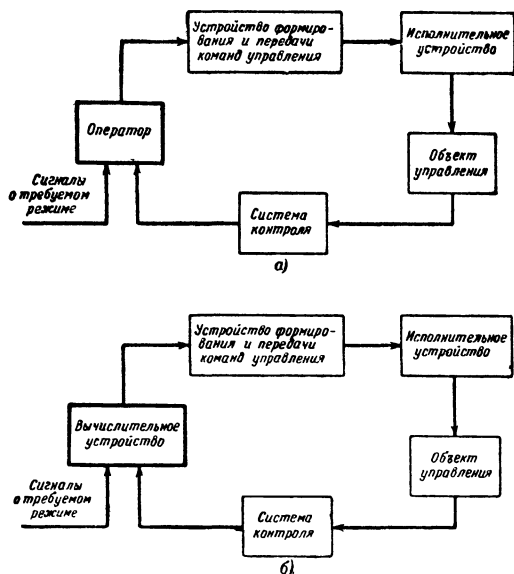 Устройство формиро-
вания и передачи
команд управления
Исполнительное
устройство
Оператор
Объект
управления
Сигналы
о требуемом
режиме
Система
контроля
а)
Устройство формиро-
вания и передачи
команд управления
Исполнительное
устройство
Вычислительное
устройство
Объект
управления
Сигналы
о требуемом
режиме
Система
контроля
б)